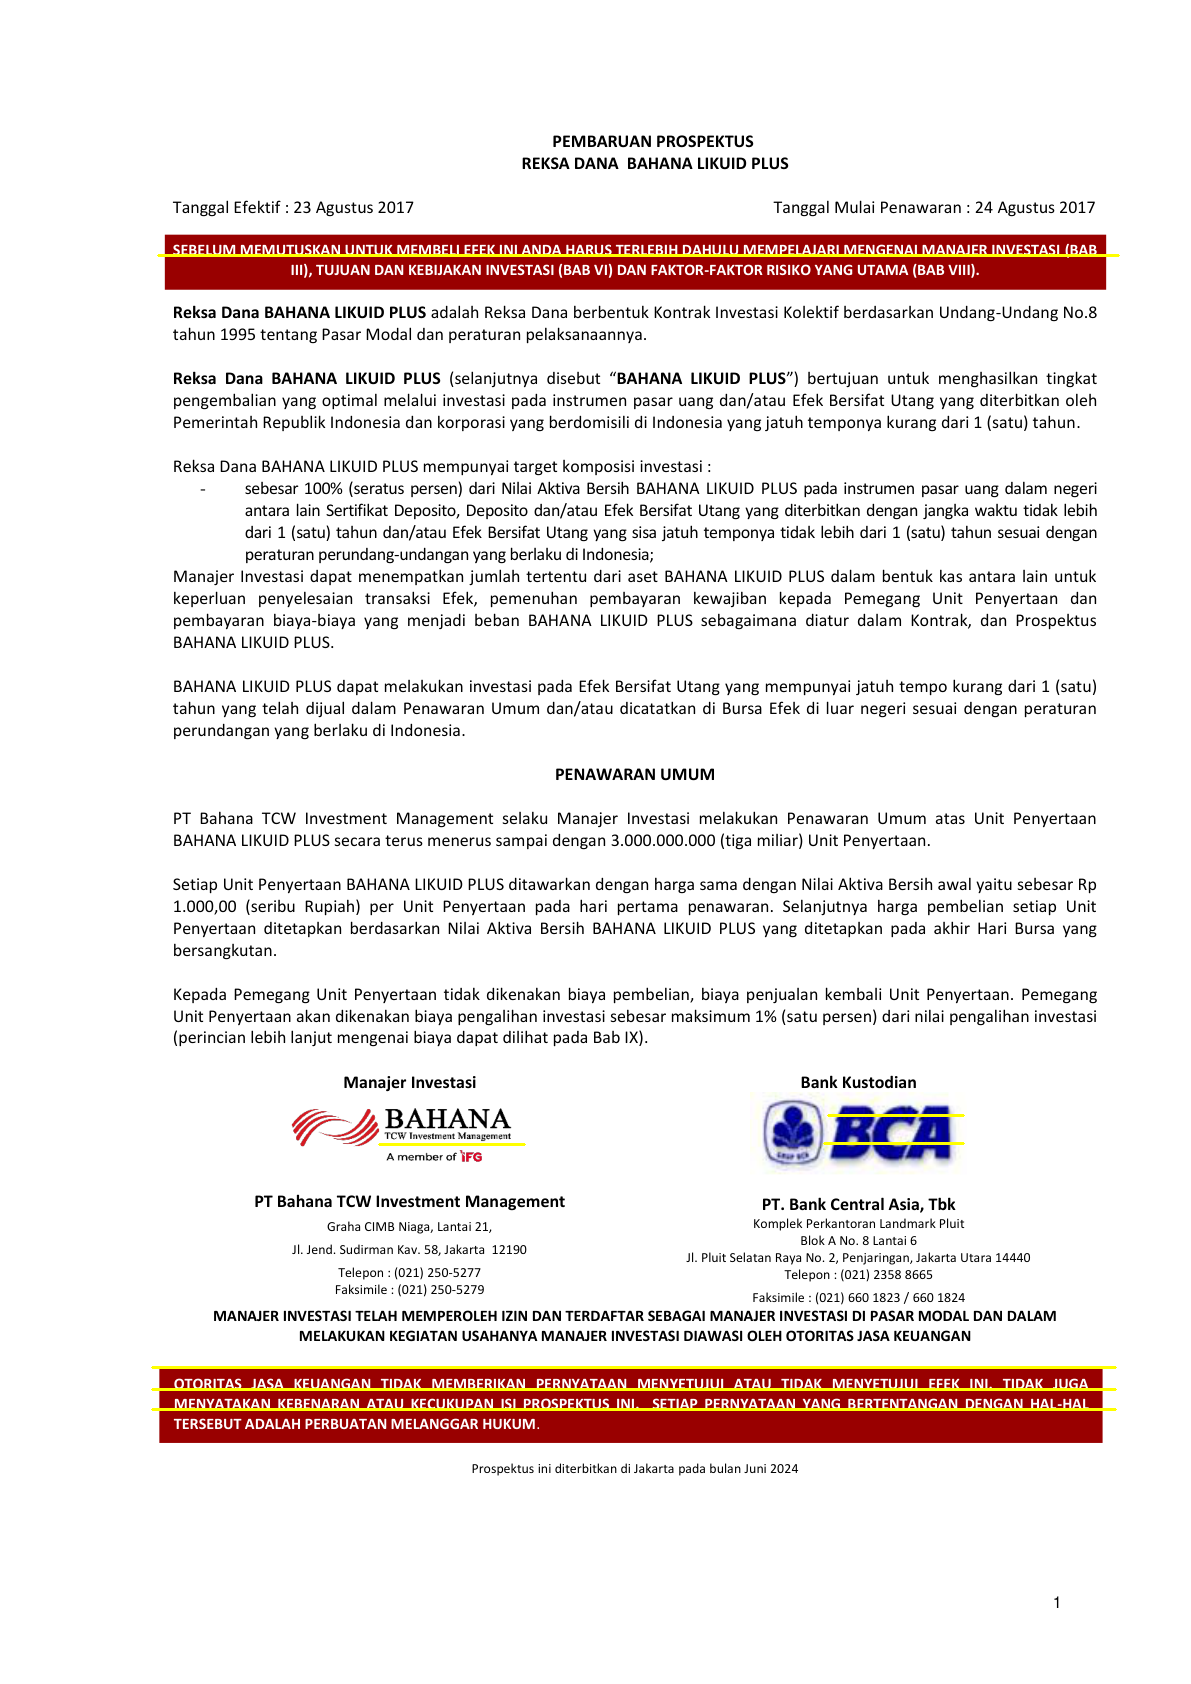 PEMBARUAN PROSPEKTUS
REKSA DANA BAHANA LIKUID PLUS
Tanggal Efektif : 23 Agustus 2017 Tanggal Mulai Penawaran : 24 Agustus 2017
SEBELUM MEMUTUSKAN UNTUK MEMBELI EFEK INI ANDA HARUS TERLEBIH DAHULU MEMPELAJARI MENGENAI MANAJER INVESTASI (BAB
III), TUJUAN DAN KEBIJAKAN INVESTASI (BAB VI) DAN FAKTOR-FAKTOR RISIKO YANG UTAMA (BAB VIII).
Reksa Dana BAHANA LIKUID PLUS adalah Reksa Dana berbentuk Kontrak Investasi Kolektif berdasarkan Undang-Undang No.8
tahun 1995 tentang Pasar Modal dan peraturan pelaksanaannya.
Reksa Dana BAHANA LIKUID PLUS (selanjutnya disebut “BAHANA LIKUID PLUS”) bertujuan untuk menghasilkan tingkat
pengembalian yang optimal melalui investasi pada instrumen pasar uang dan/atau Efek Bersifat Utang yang diterbitkan oleh
Pemerintah Republik Indonesia dan korporasi yang berdomisili di Indonesia yang jatuh temponya kurang dari 1 (satu) tahun.
Reksa Dana BAHANA LIKUID PLUS mempunyai target komposisi investasi :
- sebesar 100% (seratus persen) dari Nilai Aktiva Bersih BAHANA LIKUID PLUS pada instrumen pasar uang dalam negeri
antara lain Sertifikat Deposito, Deposito dan/atau Efek Bersifat Utang yang diterbitkan dengan jangka waktu tidak lebih
dari 1 (satu) tahun dan/atau Efek Bersifat Utang yang sisa jatuh temponya tidak lebih dari 1 (satu) tahun sesuai dengan
peraturan perundang-undangan yang berlaku di Indonesia;
Manajer Investasi dapat menempatkan jumlah tertentu dari aset BAHANA LIKUID PLUS dalam bentuk kas antara lain untuk
keperluan penyelesaian transaksi Efek, pemenuhan pembayaran kewajiban kepada Pemegang Unit Penyertaan dan
pembayaran biaya-biaya yang menjadi beban BAHANA LIKUID PLUS sebagaimana diatur dalam Kontrak, dan Prospektus
BAHANA LIKUID PLUS.
BAHANA LIKUID PLUS dapat melakukan investasi pada Efek Bersifat Utang yang mempunyai jatuh tempo kurang dari 1 (satu)
tahun yang telah dijual dalam Penawaran Umum dan/atau dicatatkan di Bursa Efek di luar negeri sesuai dengan peraturan
perundangan yang berlaku di Indonesia.
PENAWARAN UMUM
PT Bahana TCW Investment Management selaku Manajer Investasi melakukan Penawaran Umum atas Unit Penyertaan
BAHANA LIKUID PLUS secara terus menerus sampai dengan 3.000.000.000 (tiga miliar) Unit Penyertaan.
Setiap Unit Penyertaan BAHANA LIKUID PLUS ditawarkan dengan harga sama dengan Nilai Aktiva Bersih awal yaitu sebesar Rp
1.000,00 (seribu Rupiah) per Unit Penyertaan pada hari pertama penawaran. Selanjutnya harga pembelian setiap Unit
Penyertaan ditetapkan berdasarkan Nilai Aktiva Bersih BAHANA LIKUID PLUS yang ditetapkan pada akhir Hari Bursa yang
bersangkutan.
Kepada Pemegang Unit Penyertaan tidak dikenakan biaya pembelian, biaya penjualan kembali Unit Penyertaan. Pemegang
Unit Penyertaan akan dikenakan biaya pengalihan investasi sebesar maksimum 1% (satu persen) dari nilai pengalihan investasi
(perincian lebih lanjut mengenai biaya dapat dilihat pada Bab IX).
Manajer Investasi
BAHANA
TCW Investment Management
A member of IFG
PT Bahana TCW Investment Management
Graha CIMB Niaga, Lantai 21,
Jl. Jend. Sudirman Kav. 58, Jakarta 12190
Telepon : (021) 250-5277
Faksimile : (021) 250-5279
Bank Kustodian
BCA
PT. Bank Central Asia, Tbk
Komplek Perkantoran Landmark Pluit
Blok A No. 8 Lantai 6
Jl. Pluit Selatan Raya No. 2, Penjaringan, Jakarta Utara 14440
Telepon : (021) 2358 8665
Faksimile : (021) 660 1823 / 660 1824
MANAJER INVESTASI TELAH MEMPEROLEH IZIN DAN TERDAFTAR SEBAGAI MANAJER INVESTASI DI PASAR MODAL DAN DALAM
MELAKUKAN KEGIATAN USAHANYA MANAJER INVESTASI DIAWASI OLEH OTORITAS JASA KEUANGAN
OTORITAS JASA KEUANGAN TIDAK MEMBERIKAN PERNYATAAN MENYETUJUI ATAU TIDAK MENYETUJUI EFEK INI, TIDAK JUGA
MENYATAKAN KEBENARAN ATAU KECUKUPAN ISI PROSPEKTUS INI. SETIAP PERNYATAAN YANG BERTENTANGAN DENGAN HAL-HAL
TERSEBUT ADALAH PERBUATAN MELANGGAR HUKUM.
Prospektus ini diterbitkan di Jakarta pada bulan Juni 2024
1